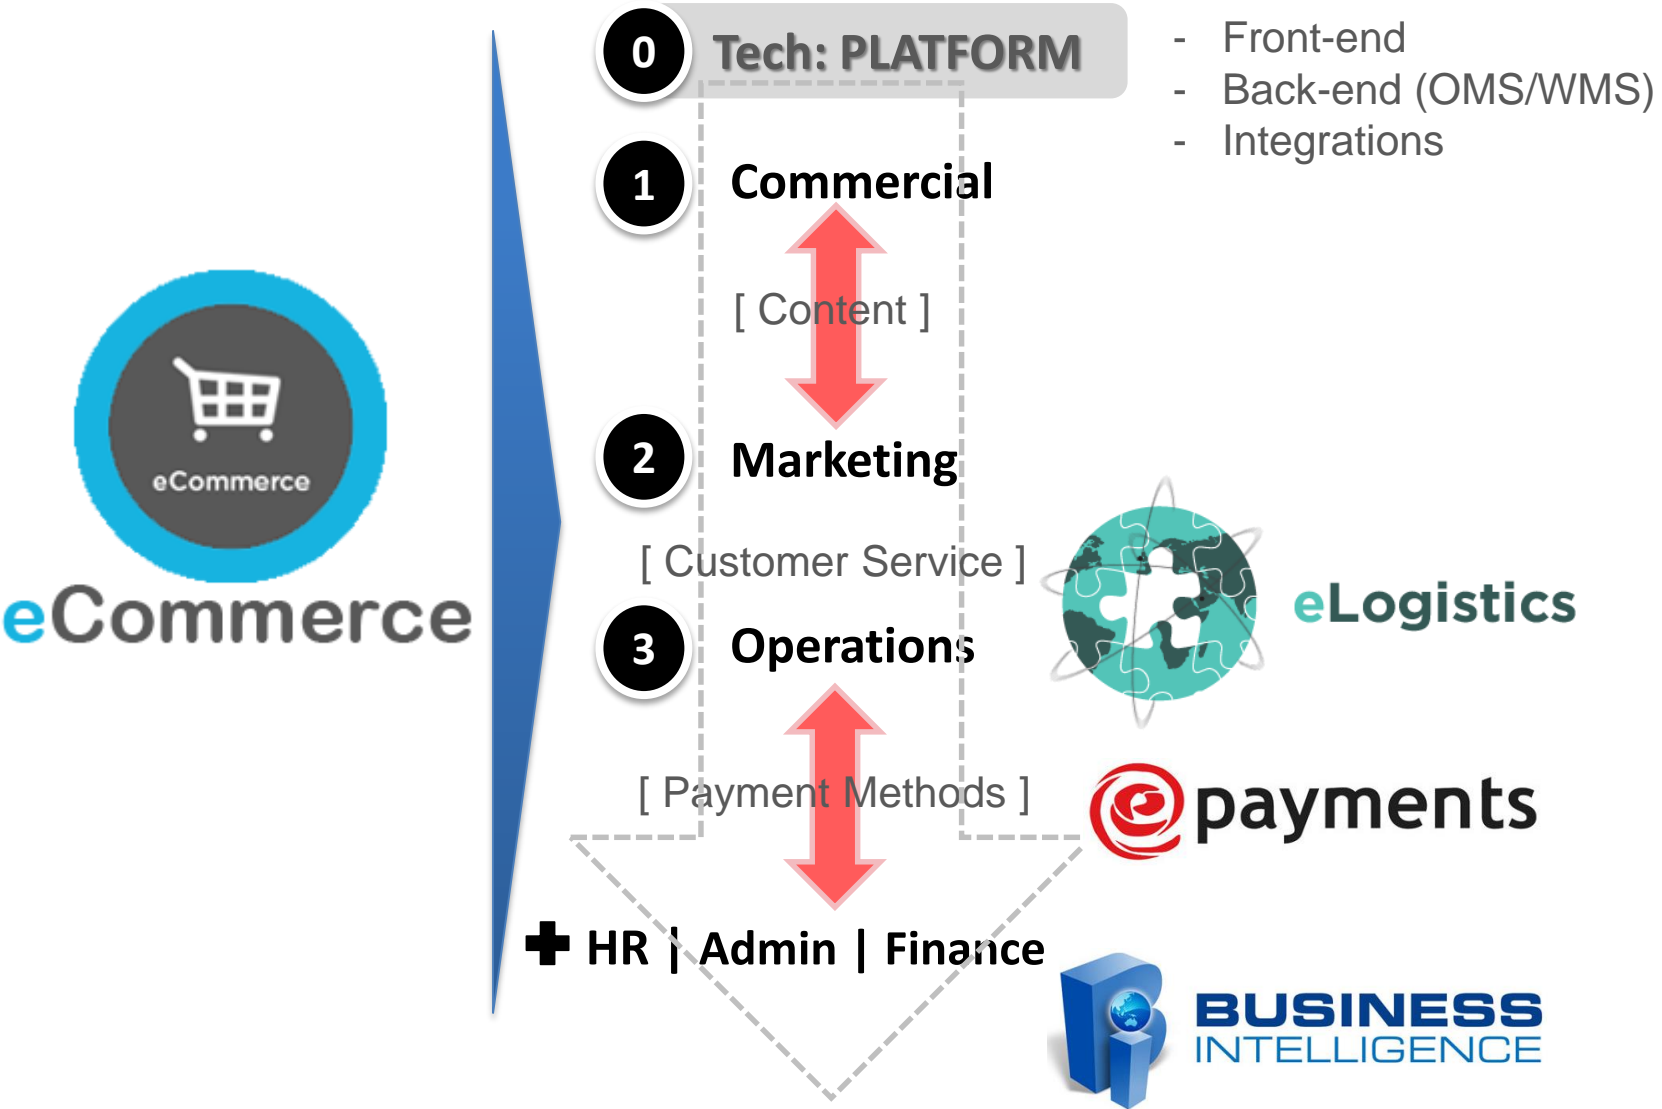 0 Tech: PLATFORM
- Front-end
- Back-end (OMS/WMS)
- Integrations
1 Commercial
[ Content ]
eCommerce
eCommerce
2 Marketing
[ Customer Service ]
3 Operations
eLogistics
[ Payment Methods ]
@payments
+ HR | Admin | Finance
Bi
BUSINESS
INTELLIGENCE